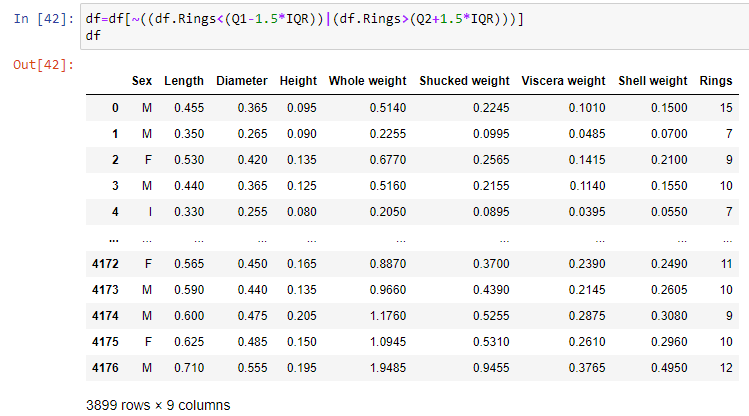 In [42]: df=df[~((df.Rings<(Q1-1.5*IQR))|(df.Rings>(Q2+1.5*IQR)))]
df
Out[42]:
Sex Length Diameter Height Whole weight Shucked weight Viscera weight Shell weight Rings
0 M 0.455 0.365 0.095 0.5140 0.2245 0.1010 0.1500 15
1 M 0.350 0.265 0.090 0.2255 0.0995 0.0485 0.0700 7
2 F 0.530 0.420 0.135 0.6770 0.2565 0.1415 0.2100 9
3 M 0.440 0.365 0.125 0.5160 0.2155 0.1140 0.1550 10
4 I 0.330 0.255 0.080 0.2050 0.0895 0.0395 0.0550 7
... ... ... ... ... ... ... ... ... ...
4172 F 0.565 0.450 0.165 0.8870 0.3700 0.2390 0.2490 11
4173 M 0.590 0.440 0.135 0.9660 0.4390 0.2145 0.2605 10
4174 M 0.600 0.475 0.205 1.1760 0.5255 0.2875 0.3080 9
4175 F 0.625 0.485 0.150 1.0945 0.5310 0.2610 0.2960 10
4176 M 0.710 0.555 0.195 1.9485 0.9455 0.3765 0.4950 12
3899 rows × 9 columns